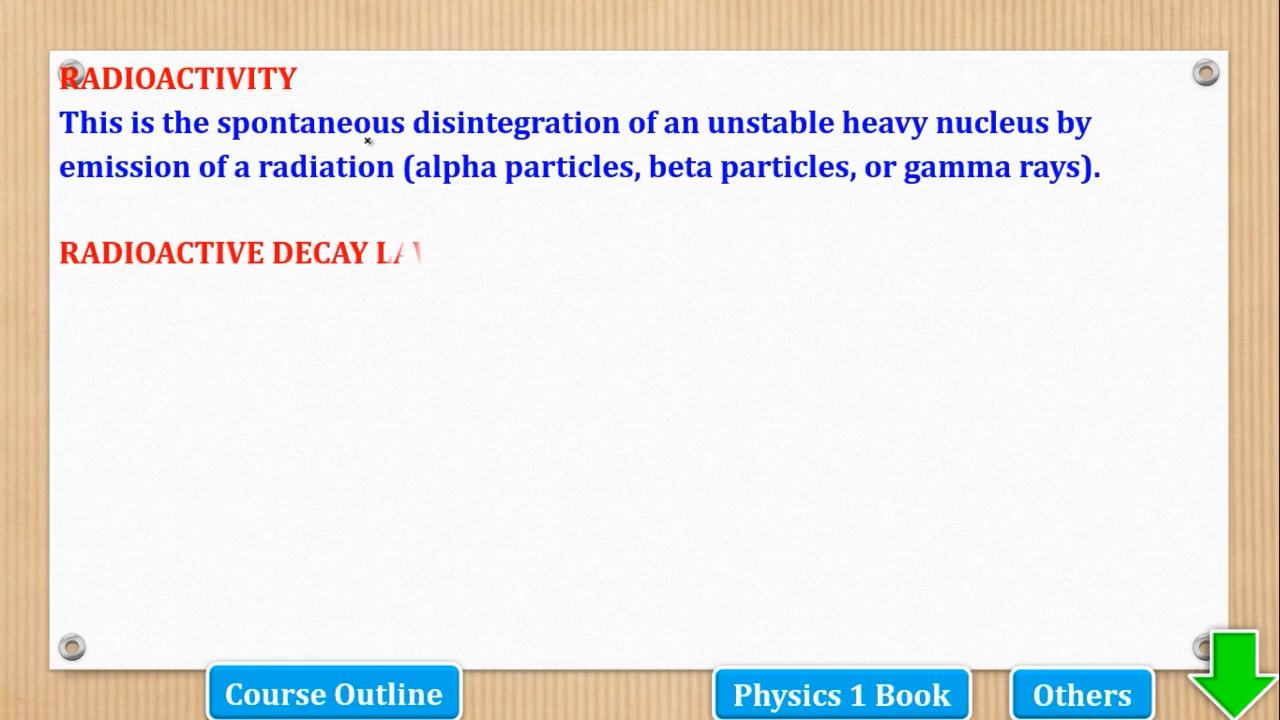 RADIOACTIVITY
This is the spontaneous disintegration of an unstable heavy nucleus by
emission of a radiation (alpha particles, beta particles, or gamma rays).
RADIOACTIVE DECAY
Course Outline
Physics 1 Book
Others